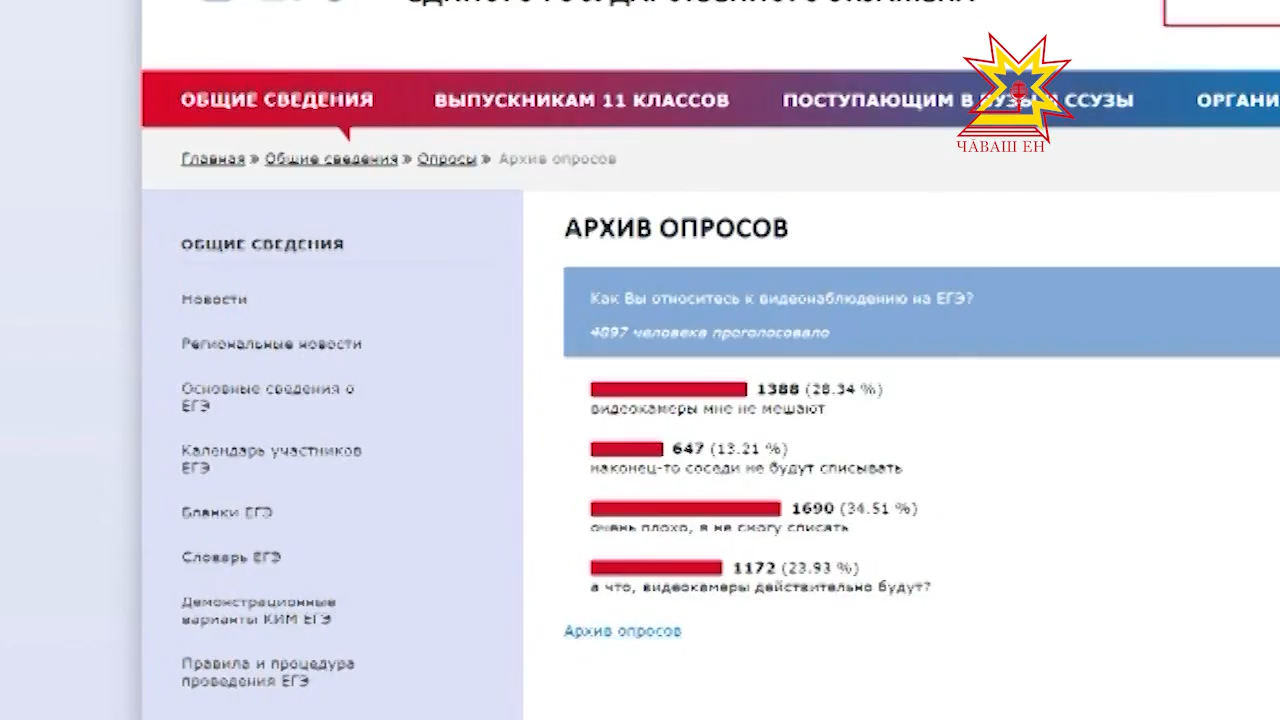 ОБЩИЕ СВЕДЕНИЯ
ВЫПУСКНИКАМ 11 КЛАССОВ
ПОСТУПАЮЩИМ В ВУЗЫ И ССУЗЫ
ОРГАНИ
ЧӐВАШ ЕН
Главная » Общие сведения » Опросы » Архив опросов
ОБЩИЕ СВЕДЕНИЯ
Новости
Региональные новости
Основные сведения о
ЕГЭ
Календарь участников
ЕГЭ
Бланки ЕГЭ
Словарь ЕГЭ
Демонстрационные
варианты КИМ ЕГЭ
Правила и процедура
проведения ЕГЭ
АРХИВ ОПРОСОВ
Как Вы относитесь к видеонаблюдению на ЕГЭ?
4897 человека проголосовало
1388 (28.34 %)
видеокамеры мне не мешают
647 (13.21 %)
наконец-то соседи не будут списывать
1690 (34.51 %)
очень плохо, я не смогу списать
1172 (23.93 %)
а что, видеокамеры действительно будут?
Архив опросов